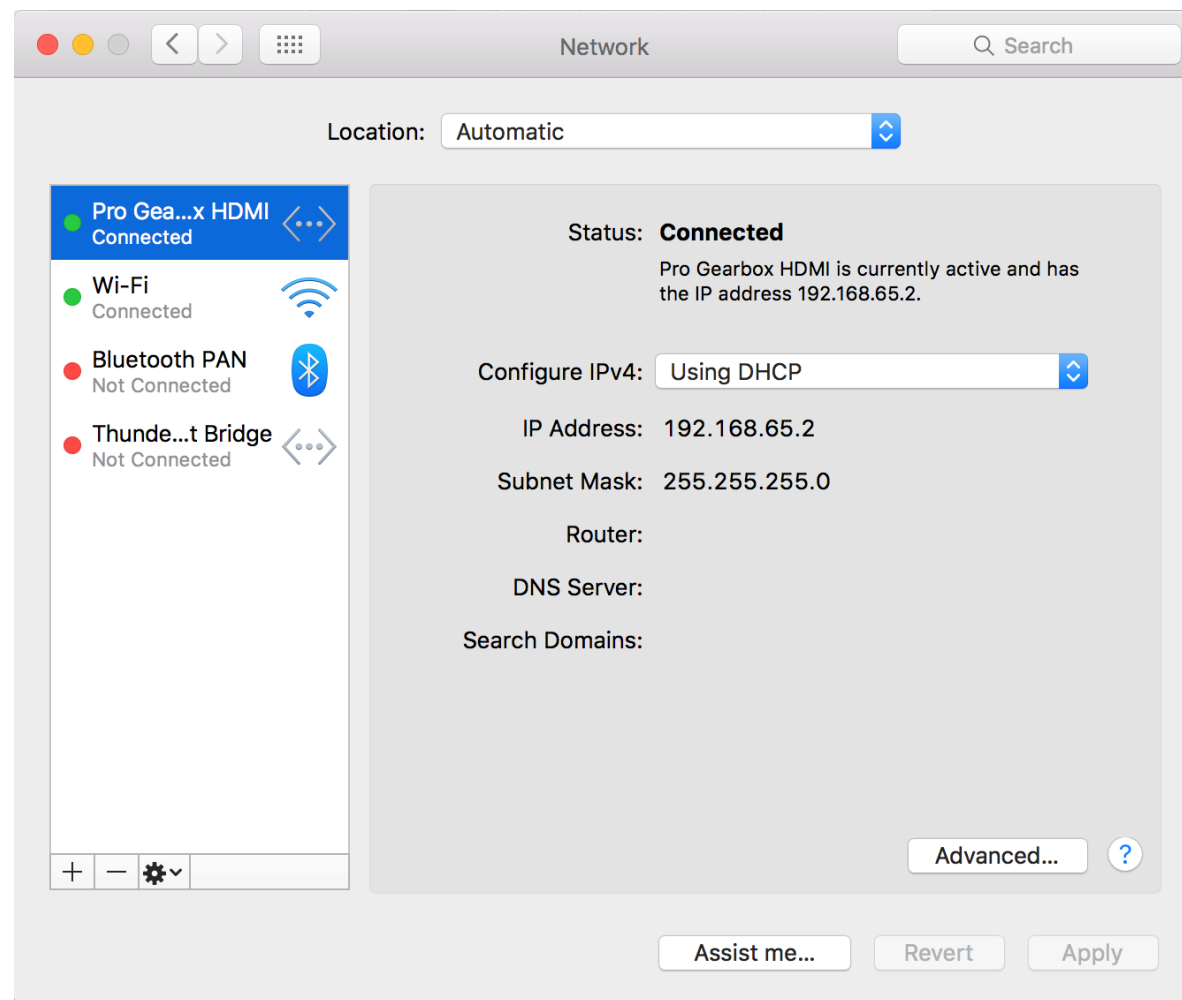 Network
Search
Location: Automatic
Pro Gea...x HDMI
Connected
Wi-Fi
Connected
Bluetooth PAN
Not Connected
Thunde...t Bridge
Not Connected
Status: Connected
Pro Gearbox HDMI is currently active and has
the IP address 192.168.65.2.
Configure IPv4: Using DHCP
IP Address: 192.168.65.2
Subnet Mask: 255.255.255.0
Router:
DNS Server:
Search Domains:
Advanced... ?
Assist me... Revert Apply